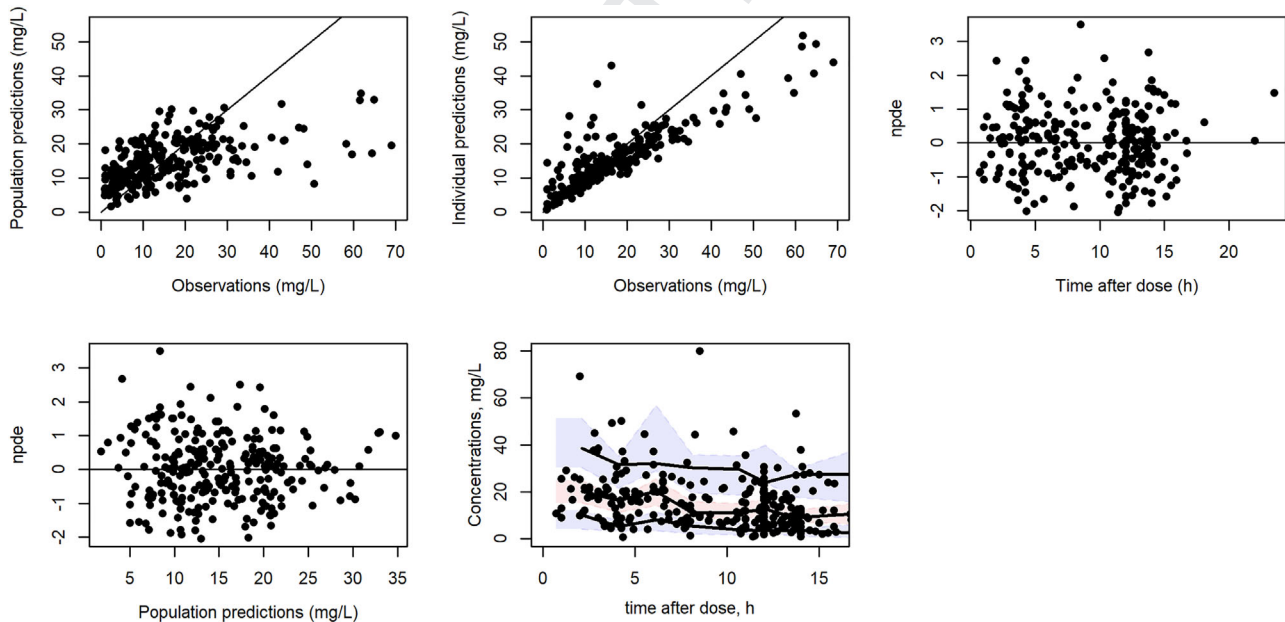 Population predictions (mg/L)
0 10 20 30 40 50
0 10 20 30 40 50 60 70
Observations (mg/L)
Individual predictions (mg/L)
0 10 20 30 40 50
0 10 20 30 40 50 60 70
Observations (mg/L)
npde
-2 -1 0 1 2 3
0 5 10 15 20
Time after dose (h)
npde
-2 -1 0 1 2 3
5 10 15 20 25 30 35
Population predictions (mg/L)
Concentrations, mg/L
0 20 40 60 80
0 5 10 15
time after dose, h